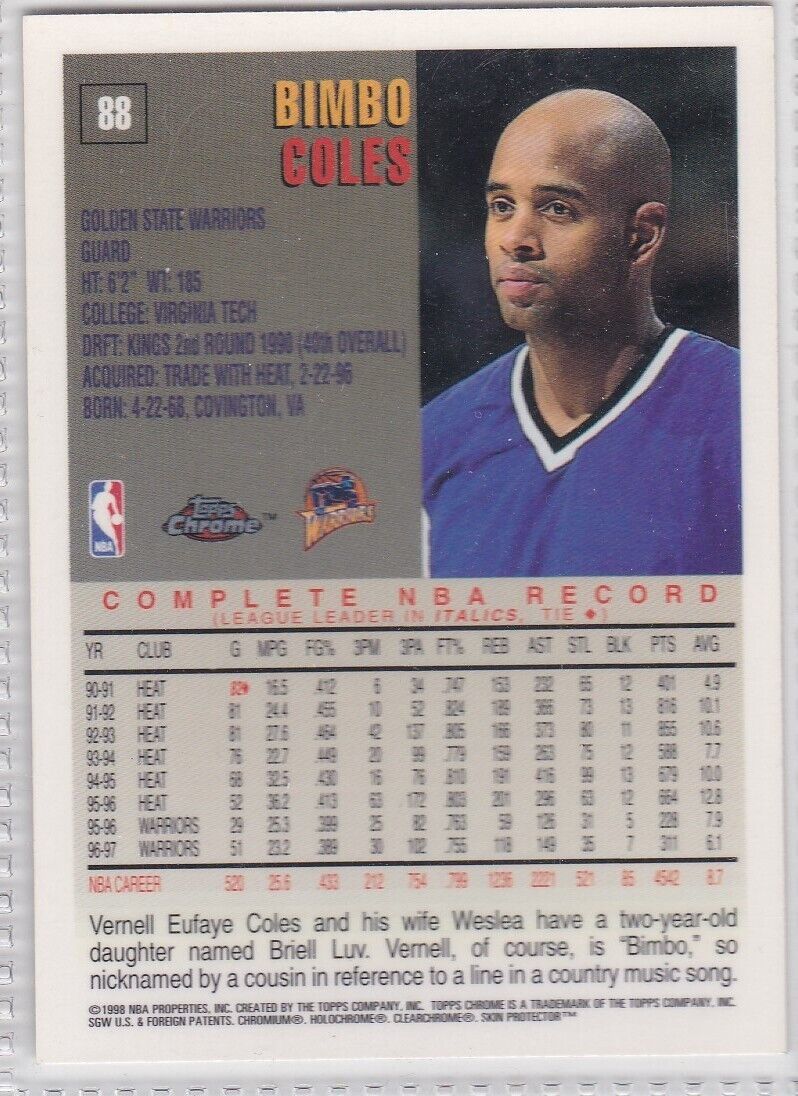 88
BIMBO
COLES
GOLDEN STATE WARRIORS
GUARD
HT: 6'2" WT: 185
COLLEGE: VIRGINIA TECH
DRFT: KINGS 2nd ROUND 1990 (40th OVERALL)
ACQUIRED: TRADE WITH HEAT, 2-22-96
BORN: 4-22-68, COVINGTON, VA
NBA
Topps Chrome™
WARRIORS
COMPLETE NBA RECORD
(LEAGUE LEADER IN ITALICS, TIE ♦)
YR CLUB G MPG FG% 3PM 3PA FT% REB AST STL BLK PTS AVG
90-91 HEAT 82♦ 16.5 .412 6 34 .747 153 232 65 12 401 4.9
91-92 HEAT 81 24.4 .455 10 52 .824 189 366 73 13 816 10.1
92-93 HEAT 81 27.6 .464 42 137 .805 166 373 80 11 855 10.6
93-94 HEAT 76 22.7 .449 20 99 .779 159 263 75 12 588 7.7
94-95 HEAT 68 32.5 .430 16 76 .810 191 416 99 13 679 10.0
95-96 HEAT 52 36.2 .413 63 172 .803 201 296 63 12 664 12.8
95-96 WARRIORS 29 25.3 .399 25 82 .763 59 126 31 5 228 7.9
96-97 WARRIORS 51 23.2 .389 30 102 .755 118 149 35 7 311 6.1
NBA CAREER 520 25.6 .433 212 754 .799 1236 2221 521 85 4542 8.7
Vernell Eufaye Coles and his wife Weslea have a two-year-old
daughter named Briell Luv. Vernell, of course, is “Bimbo,” so
nicknamed by a cousin in reference to a line in a country music song.
©1998 NBA PROPERTIES, INC. CREATED BY THE TOPPS COMPANY, INC. TOPPS CHROME IS A TRADEMARK OF THE TOPPS COMPANY, INC.
SGW U.S. & FOREIGN PATENTS. CHROMIUM®. HOLOCHROME®. CLEARCHROME®. SKIN PROTECTOR™